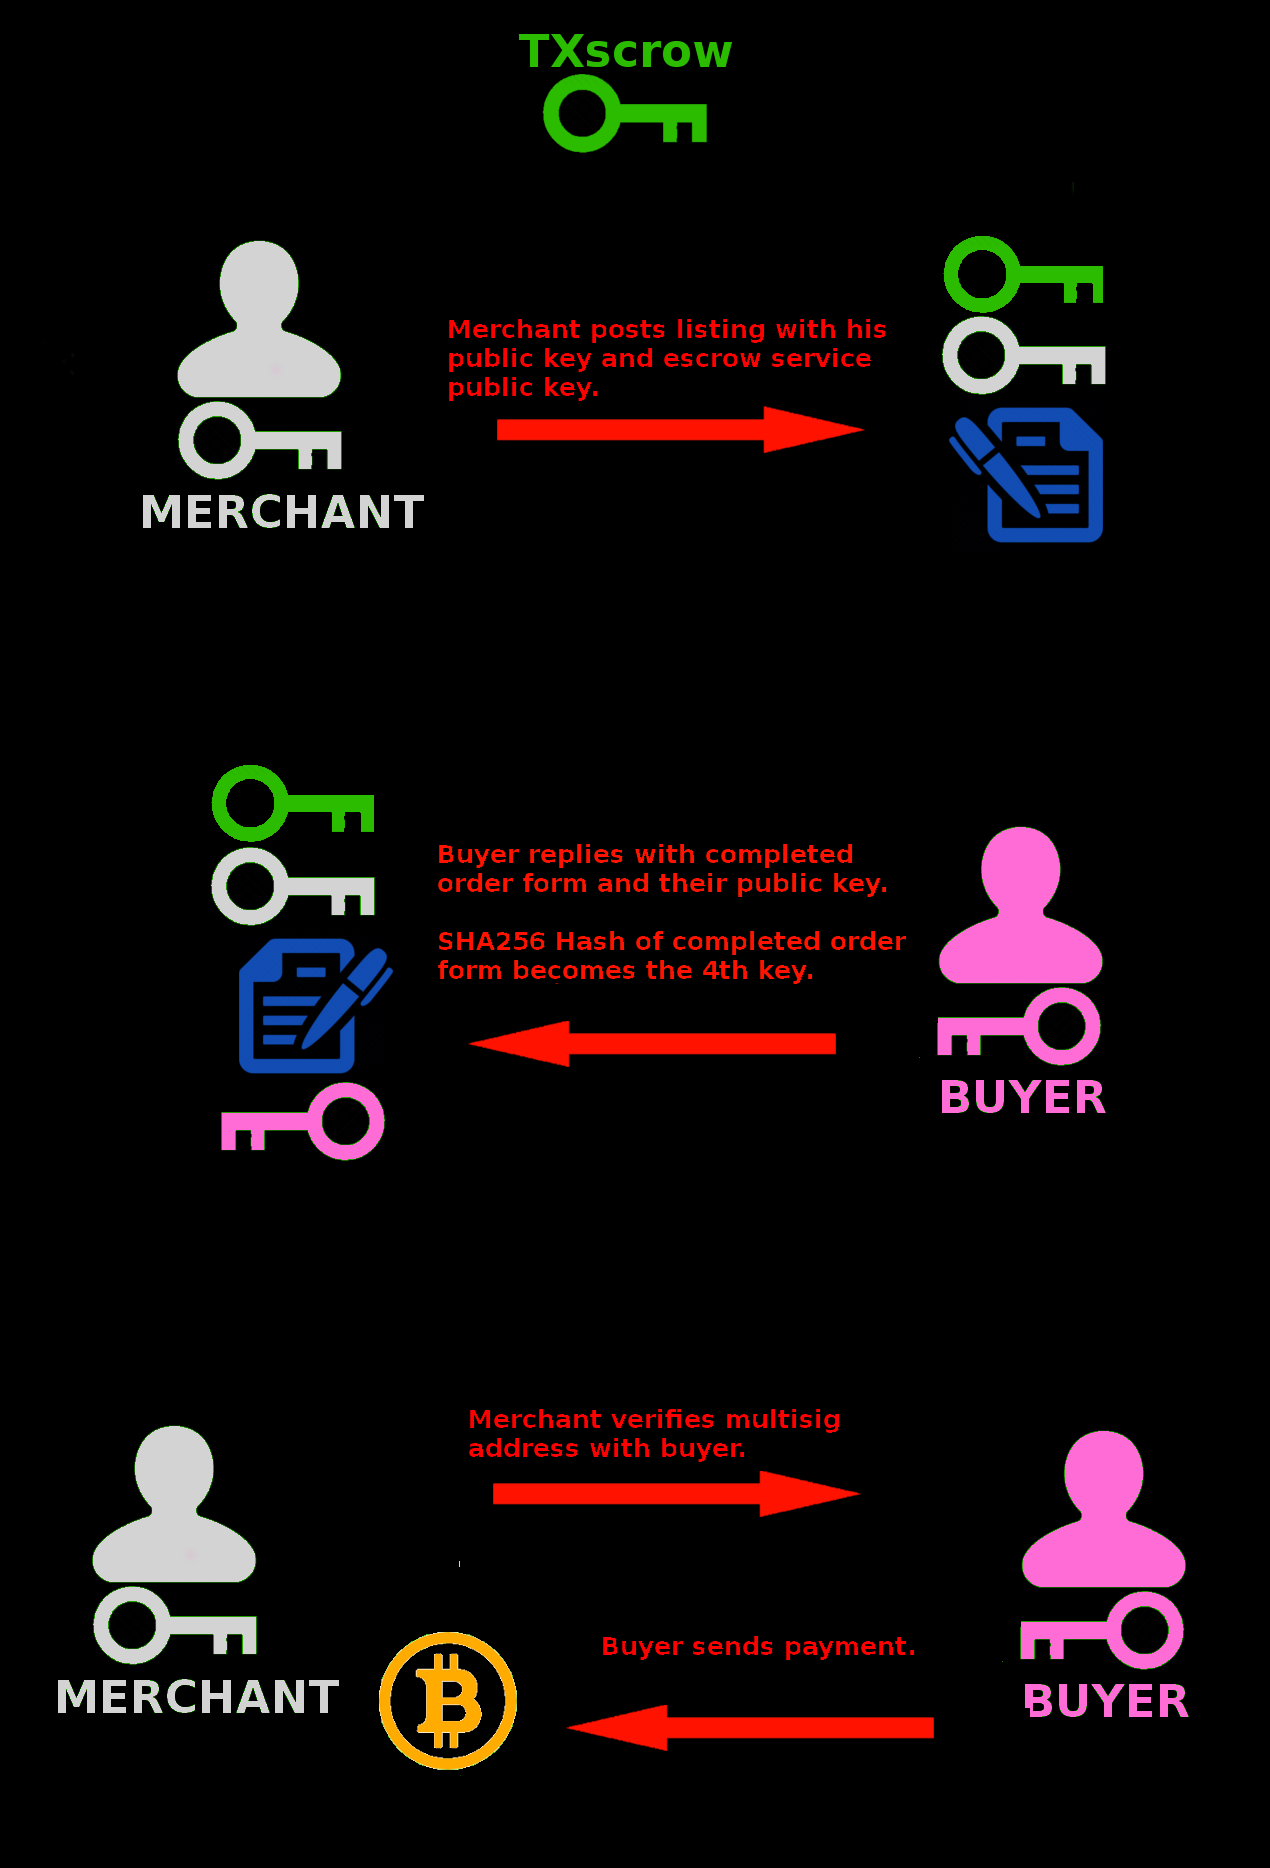 TXscrow
Merchant posts listing with his
public key and escrow service
public key.
MERCHANT
Buyer replies with completed
order form and their public key.
SHA256 Hash of completed order
form becomes the 4th key.
BUYER
Merchant verifies multisig
address with buyer.
Buyer sends payment.
MERCHANT
BUYER